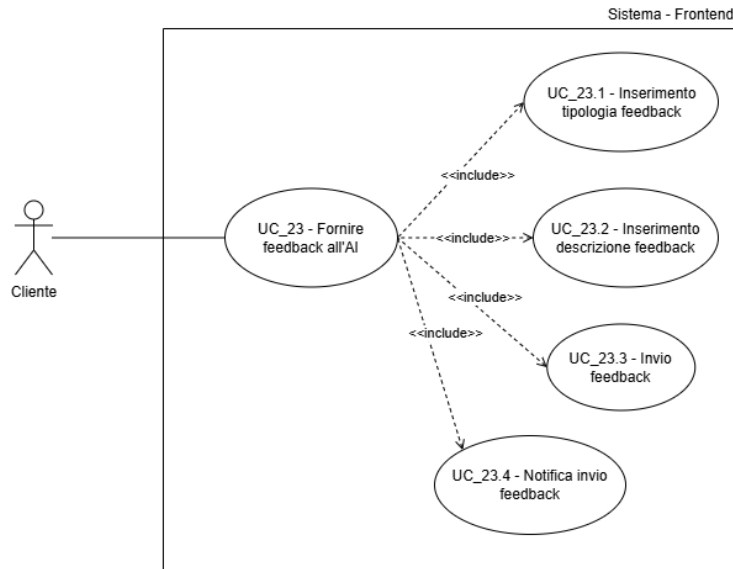 Sistema - Frontend
UC_23.1 - Inserimento
tipologia feedback
<<include>>
UC_23 - Fornire
feedback all'AI
<<include>>
UC_23.2 - Inserimento
descrizione feedback
Cliente
<<include>>
<<include>>
UC_23.3 - Invio
feedback
UC_23.4 - Notifica invio
feedback